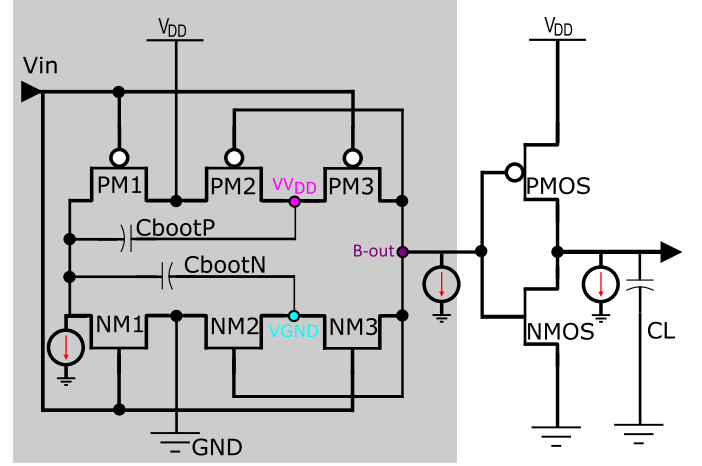 VDD
VDD
Vin
PM1
PM2
VVDD
PM3
PMOS
CbootP
B-out
CbootN
NM1
NM2
VGND
NM3
NMOS
CL
GND